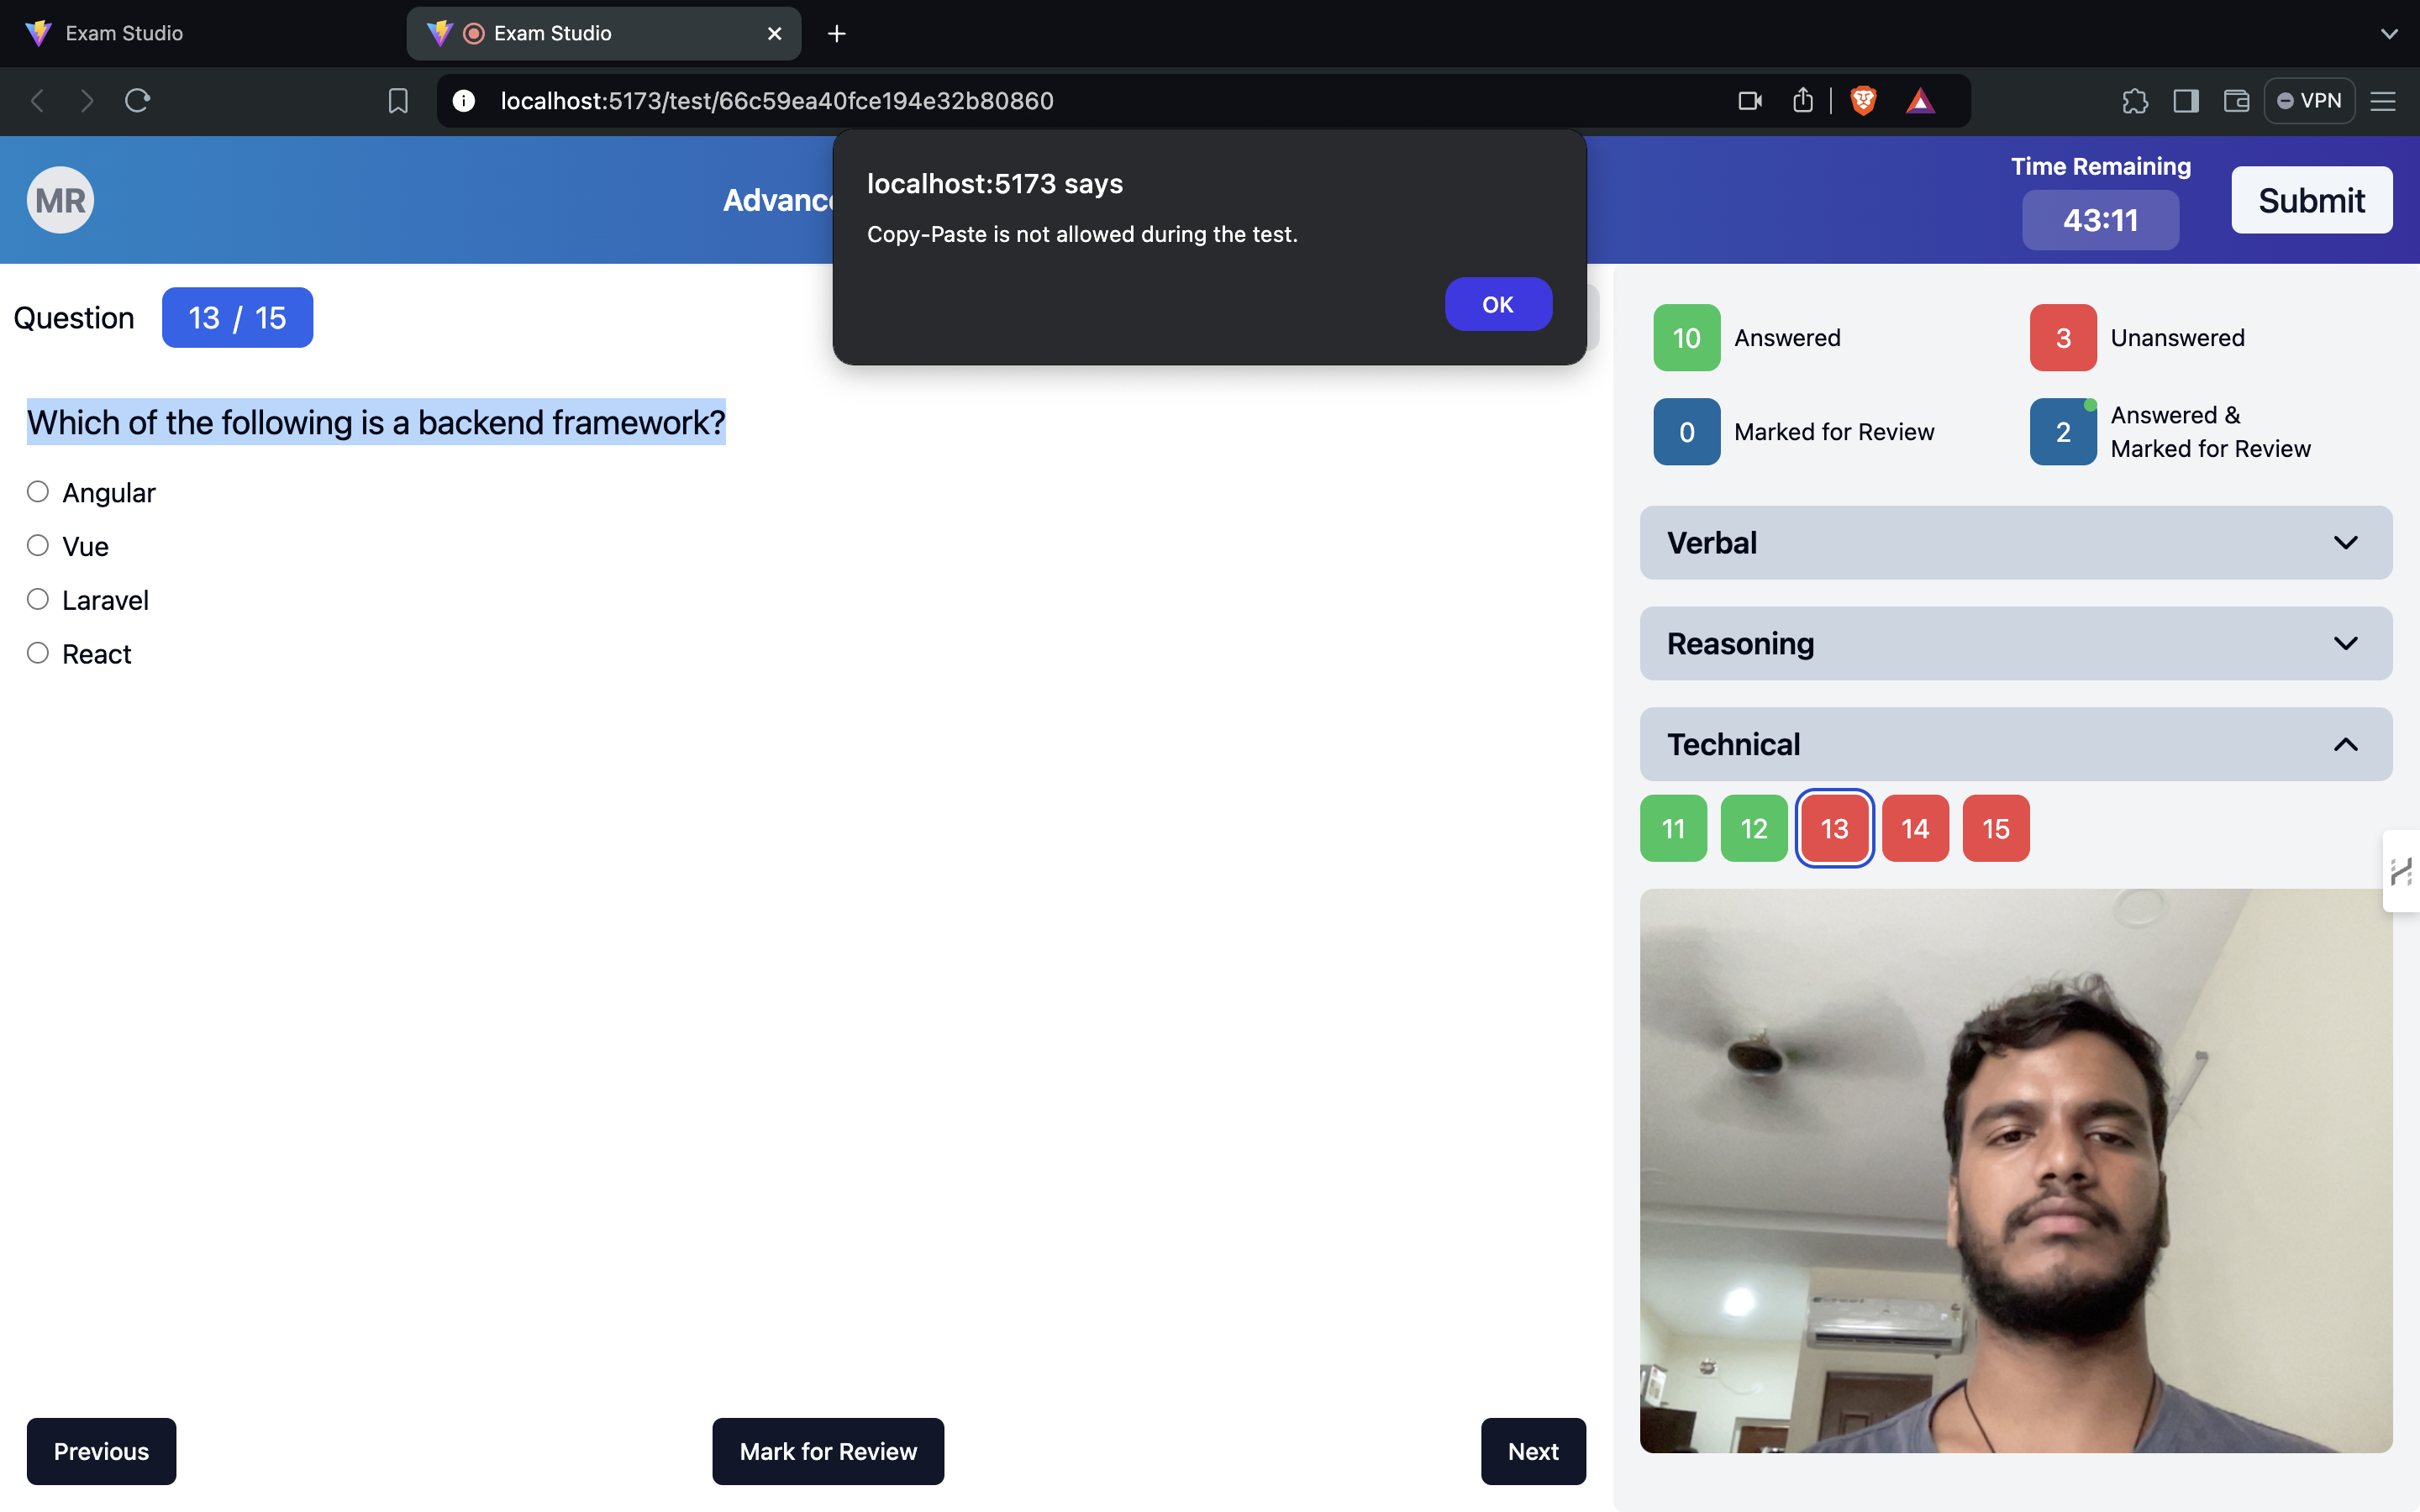 Exam Studio
Exam Studio
localhost:5173/test/66c59ea40fce194e32b80860
VPN
localhost:5173 says
Copy-Paste is not allowed during the test.
OK
MR
Advanc
Time Remaining
43:11
Submit
Question
13 / 15
Which of the following is a backend framework?
Angular
Vue
Laravel
React
10
Answered
3
Unanswered
0
Marked for Review
2
Answered &
Marked for Review
Verbal
Reasoning
Technical
11 12 13 14 15
Previous
Mark for Review
Next